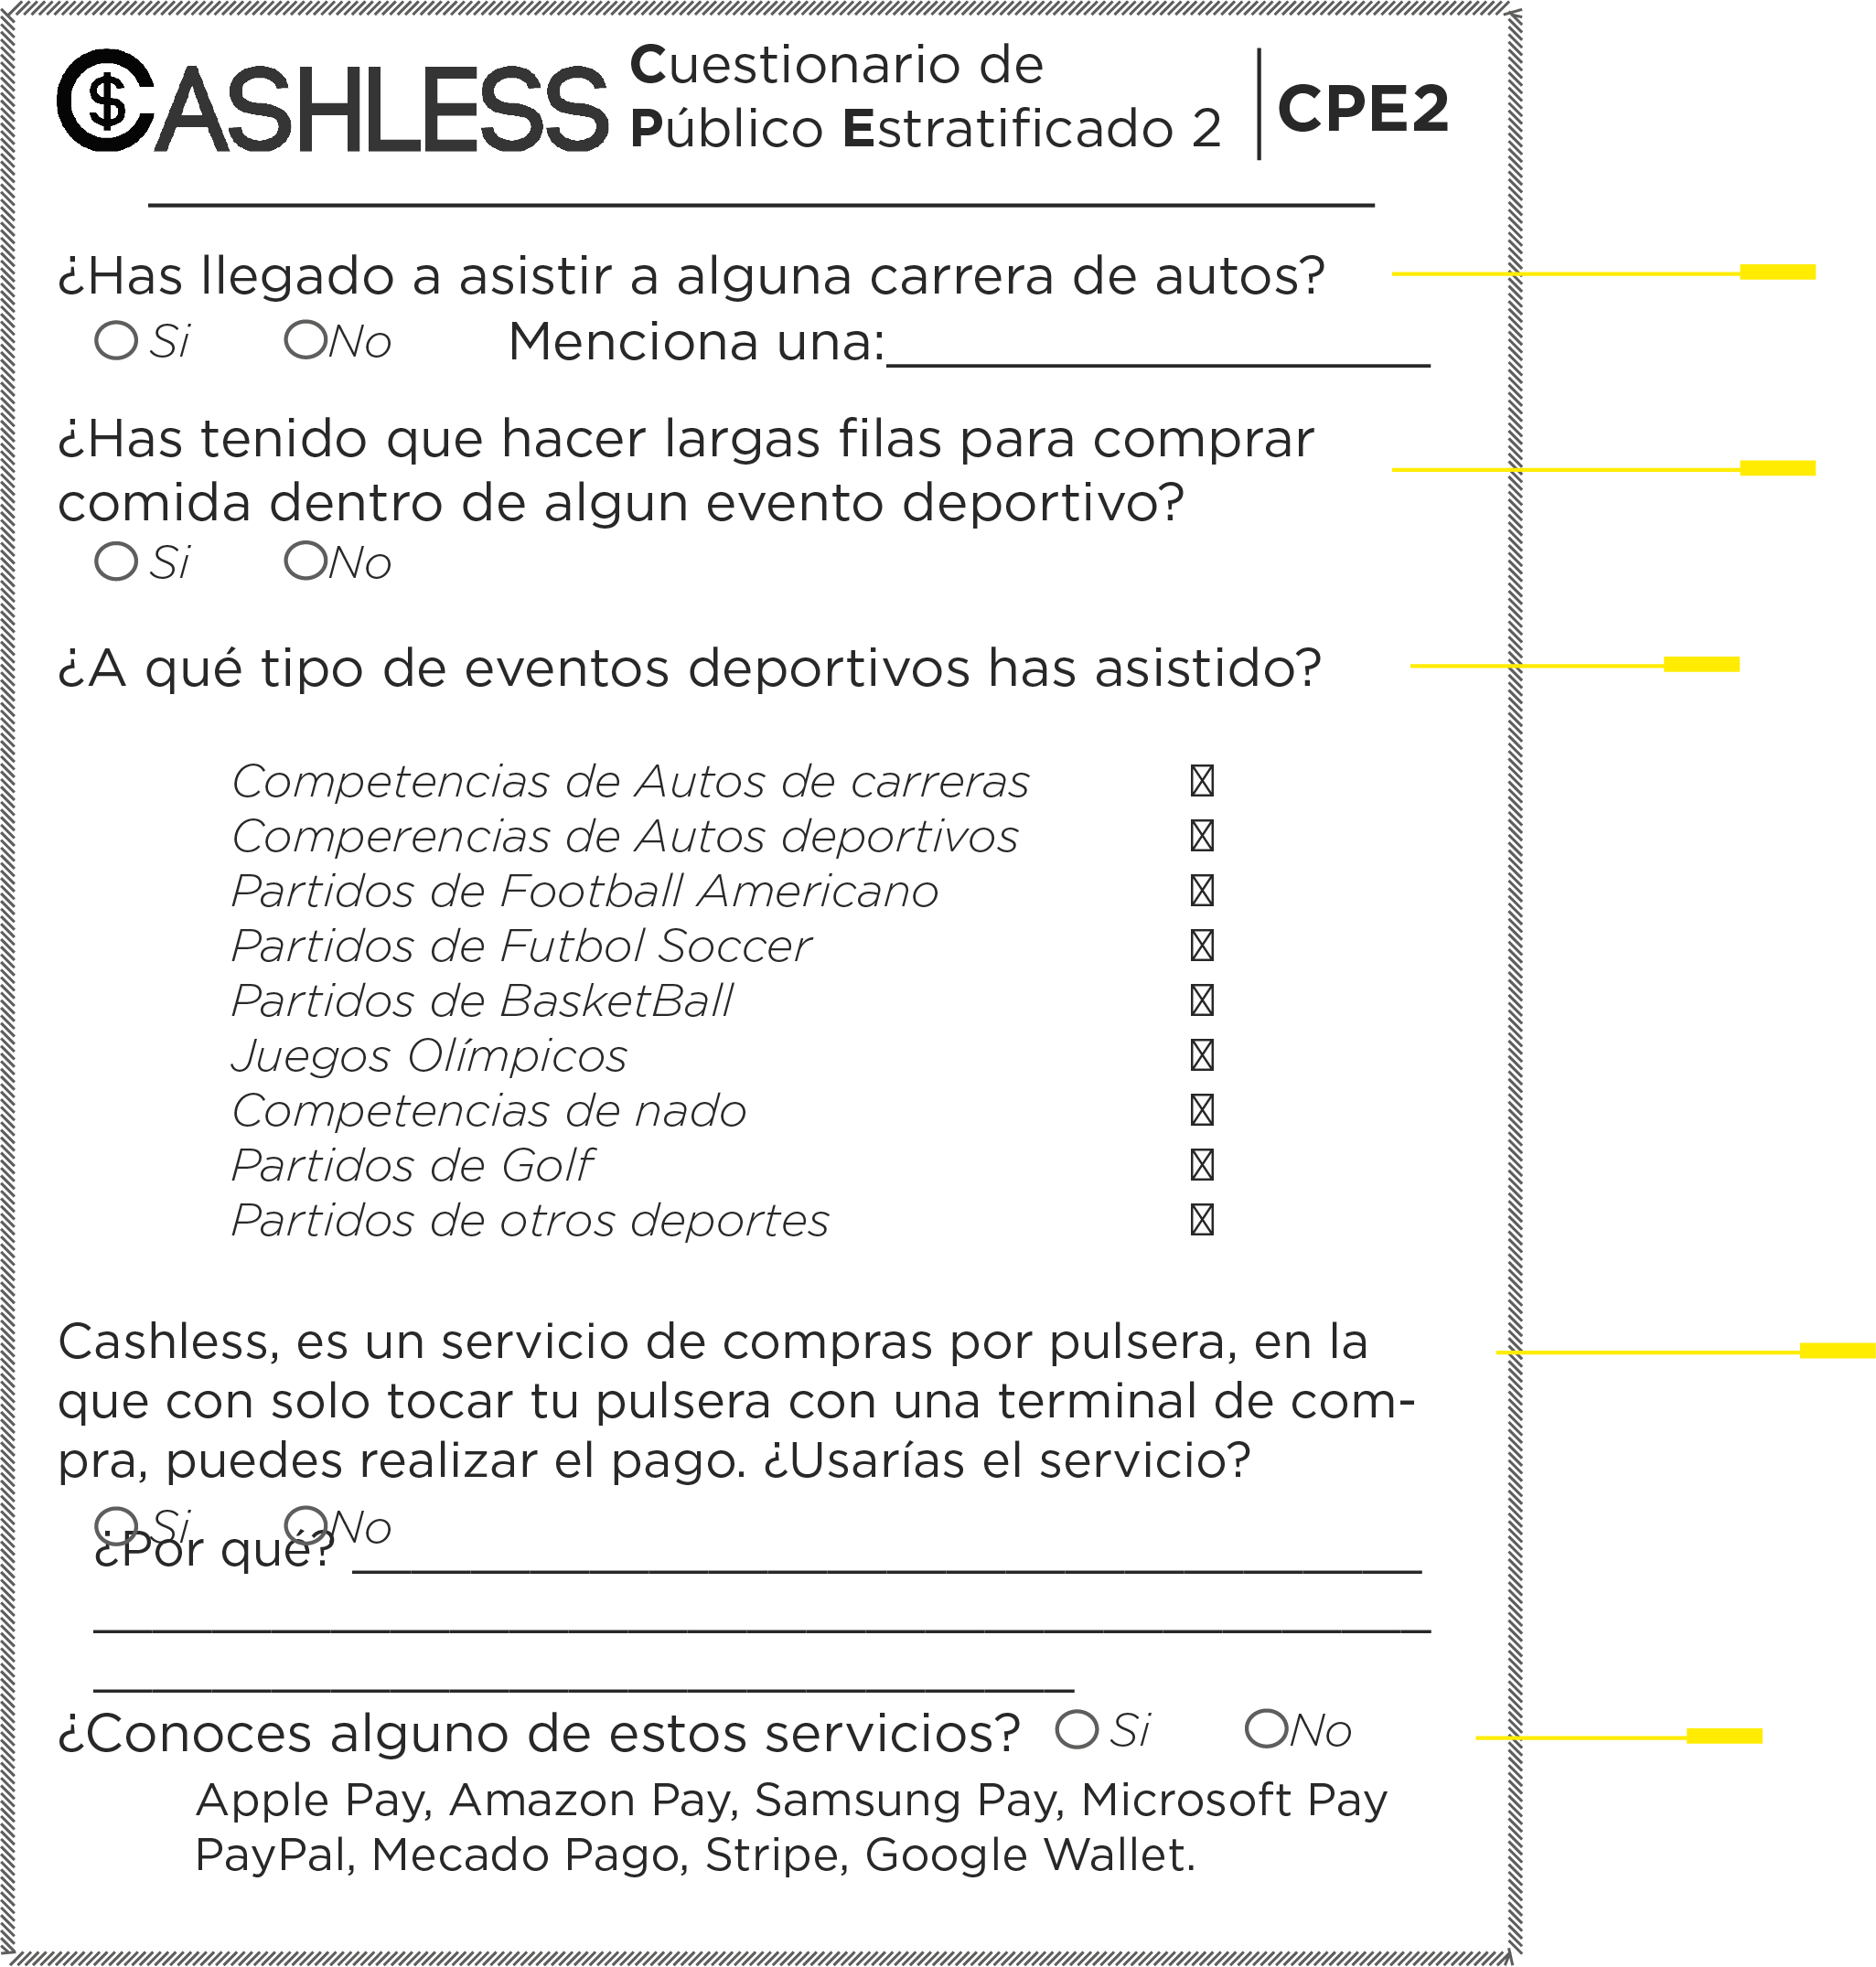 CASHLESS
Cuestionario de
Público Estratificado 2
CPE2
¿Has llegado a asistir a alguna carrera de autos?
Si No Menciona una:____________________
¿Has tenido que hacer largas filas para comprar
comida dentro de algun evento deportivo?
Si No
¿A qué tipo de eventos deportivos has asistido?
Competencias de Autos de carreras
Comperencias de Autos deportivos
Partidos de Football Americano
Partidos de Futbol Soccer
Partidos de BasketBall
Juegos Olímpicos
Competencias de nado
Partidos de Golf
Partidos de otros deportes
Cashless, es un servicio de compras por pulsera, en la
que con solo tocar tu pulsera con una terminal de com-
pra, puedes realizar el pago. ¿Usarías el servicio?
Si No
¿Por qué? ____________________
¿Conoces alguno de estos servicios? Si No
Apple Pay, Amazon Pay, Samsung Pay, Microsoft Pay
PayPal, Mecado Pago, Stripe, Google Wallet.